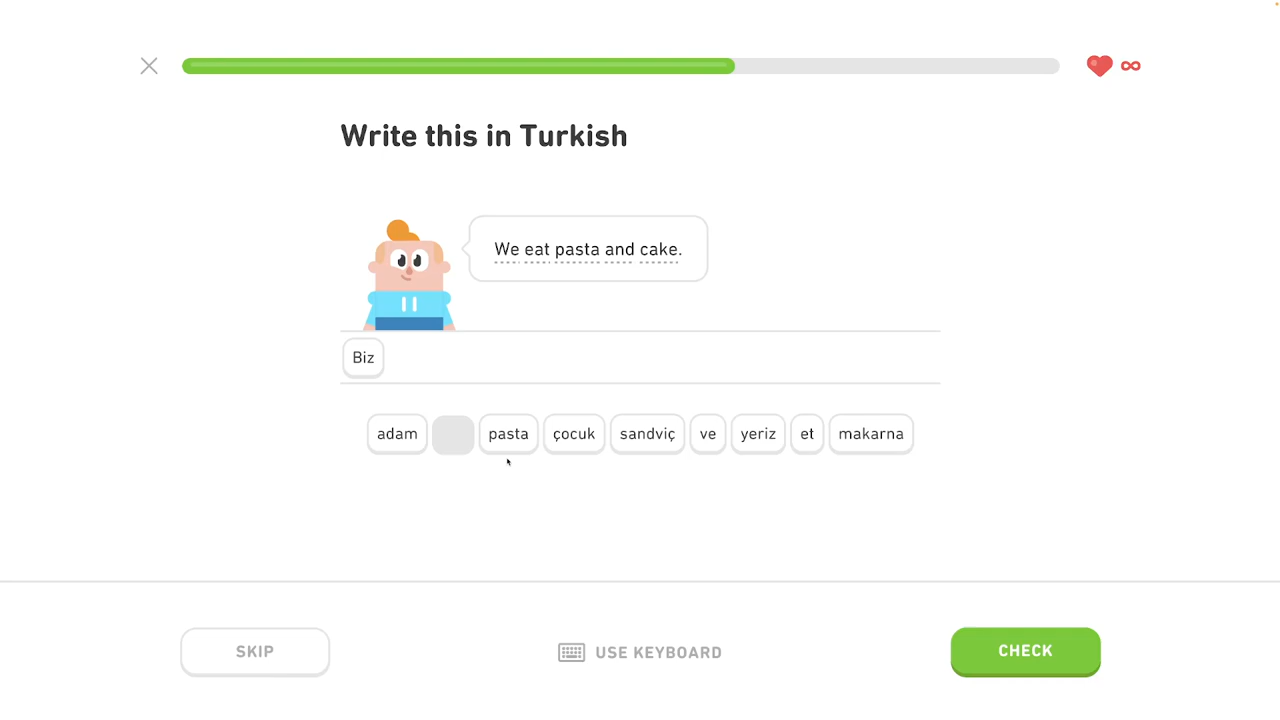 Write this in Turkish
We eat pasta and cake.
Biz
adam pasta çocuk sandviç ve yeriz et makarna
SKIP USE KEYBOARD CHECK